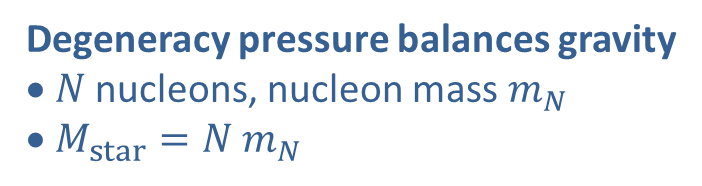 Degeneracy pressure balances gravity
• N nucleons, nucleon mass m_N
• M_star = N m_N